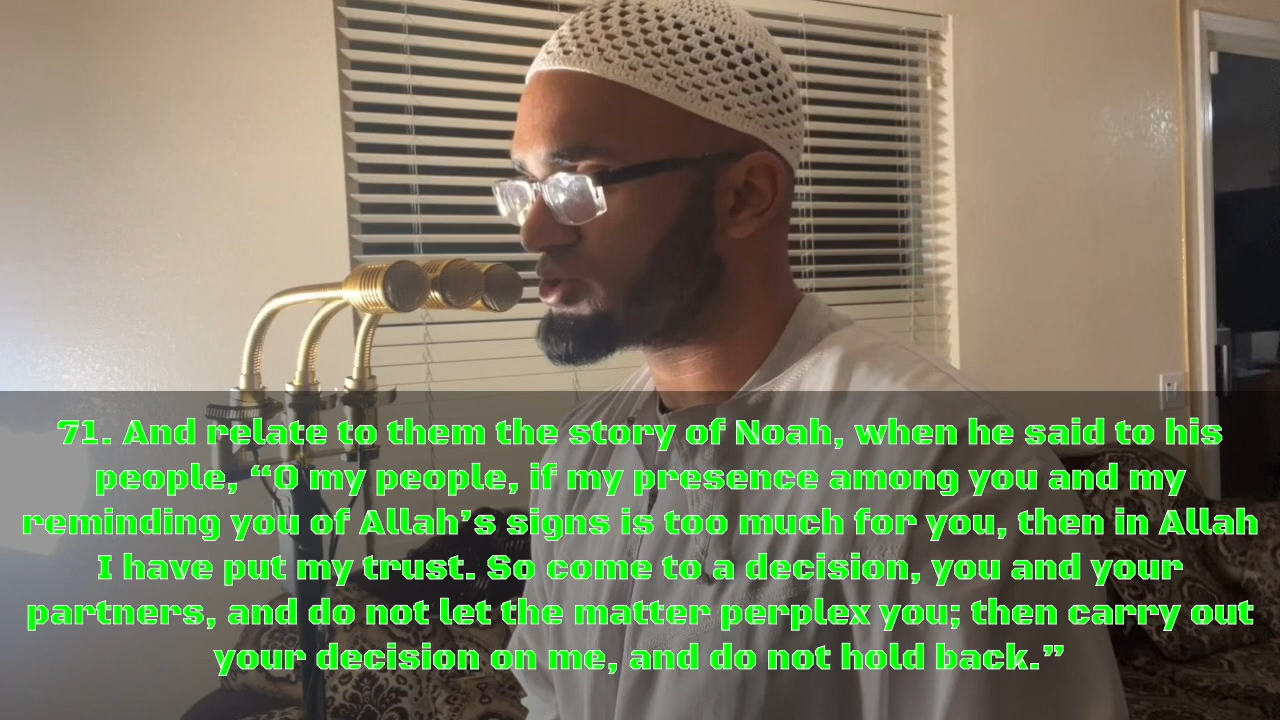 71. And relate to them the story of Noah, when he said to his
people, “O my people, if my presence among you and my
reminding you of Allah’s signs is too much for you, then in Allah
I have put my trust. So come to a decision, you and your
partners, and do not let the matter perplex you; then carry out
your decision on me, and do not hold back.”